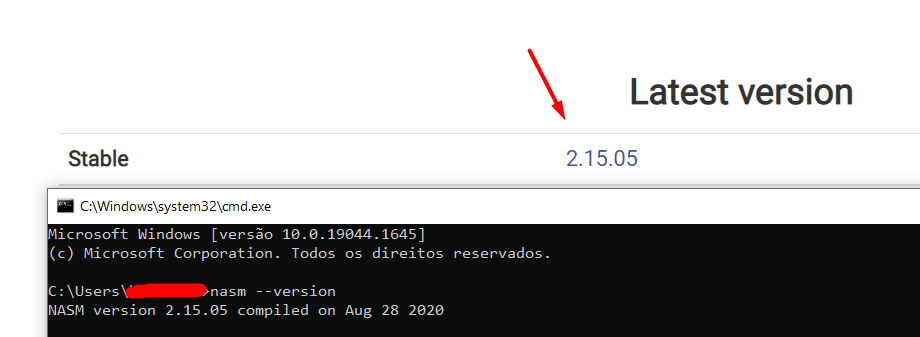 Latest version
Stable 2.15.05
C:\Windows\system32\cmd.exe
Microsoft Windows [versão 10.0.19044.1645]
(c) Microsoft Corporation. Todos os direitos reservados.
C:\Users\>nasm --version
NASM version 2.15.05 compiled on Aug 28 2020